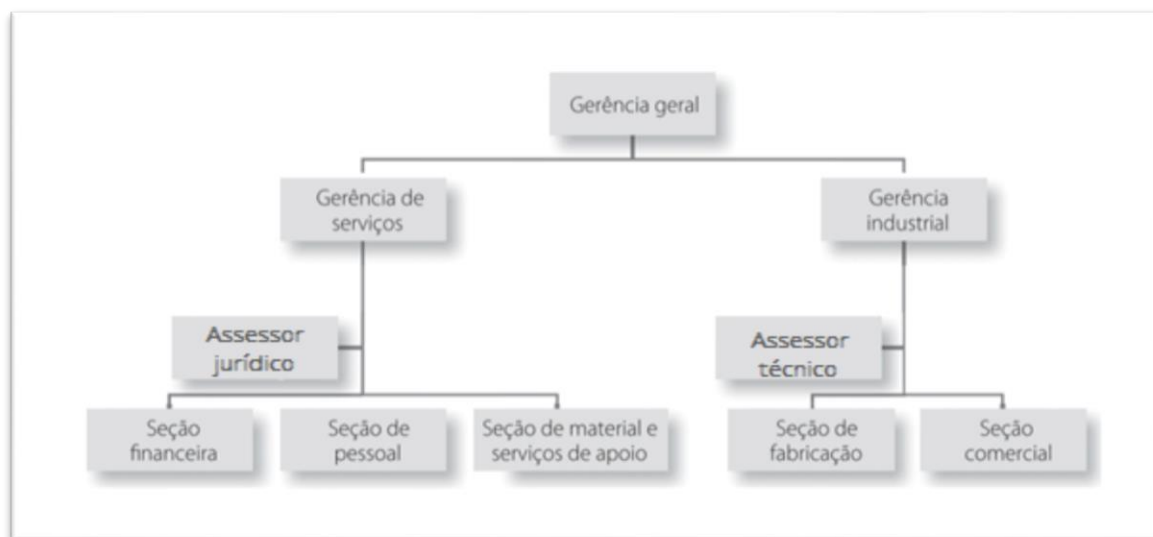 Gerência geral
Gerência de
serviços
Gerência
industrial
Assessor
jurídico
Assessor
técnico
Seção
financeira
Seção de
pessoal
Seção de material e
serviços de apoio
Seção de
fabricação
Seção
comercial